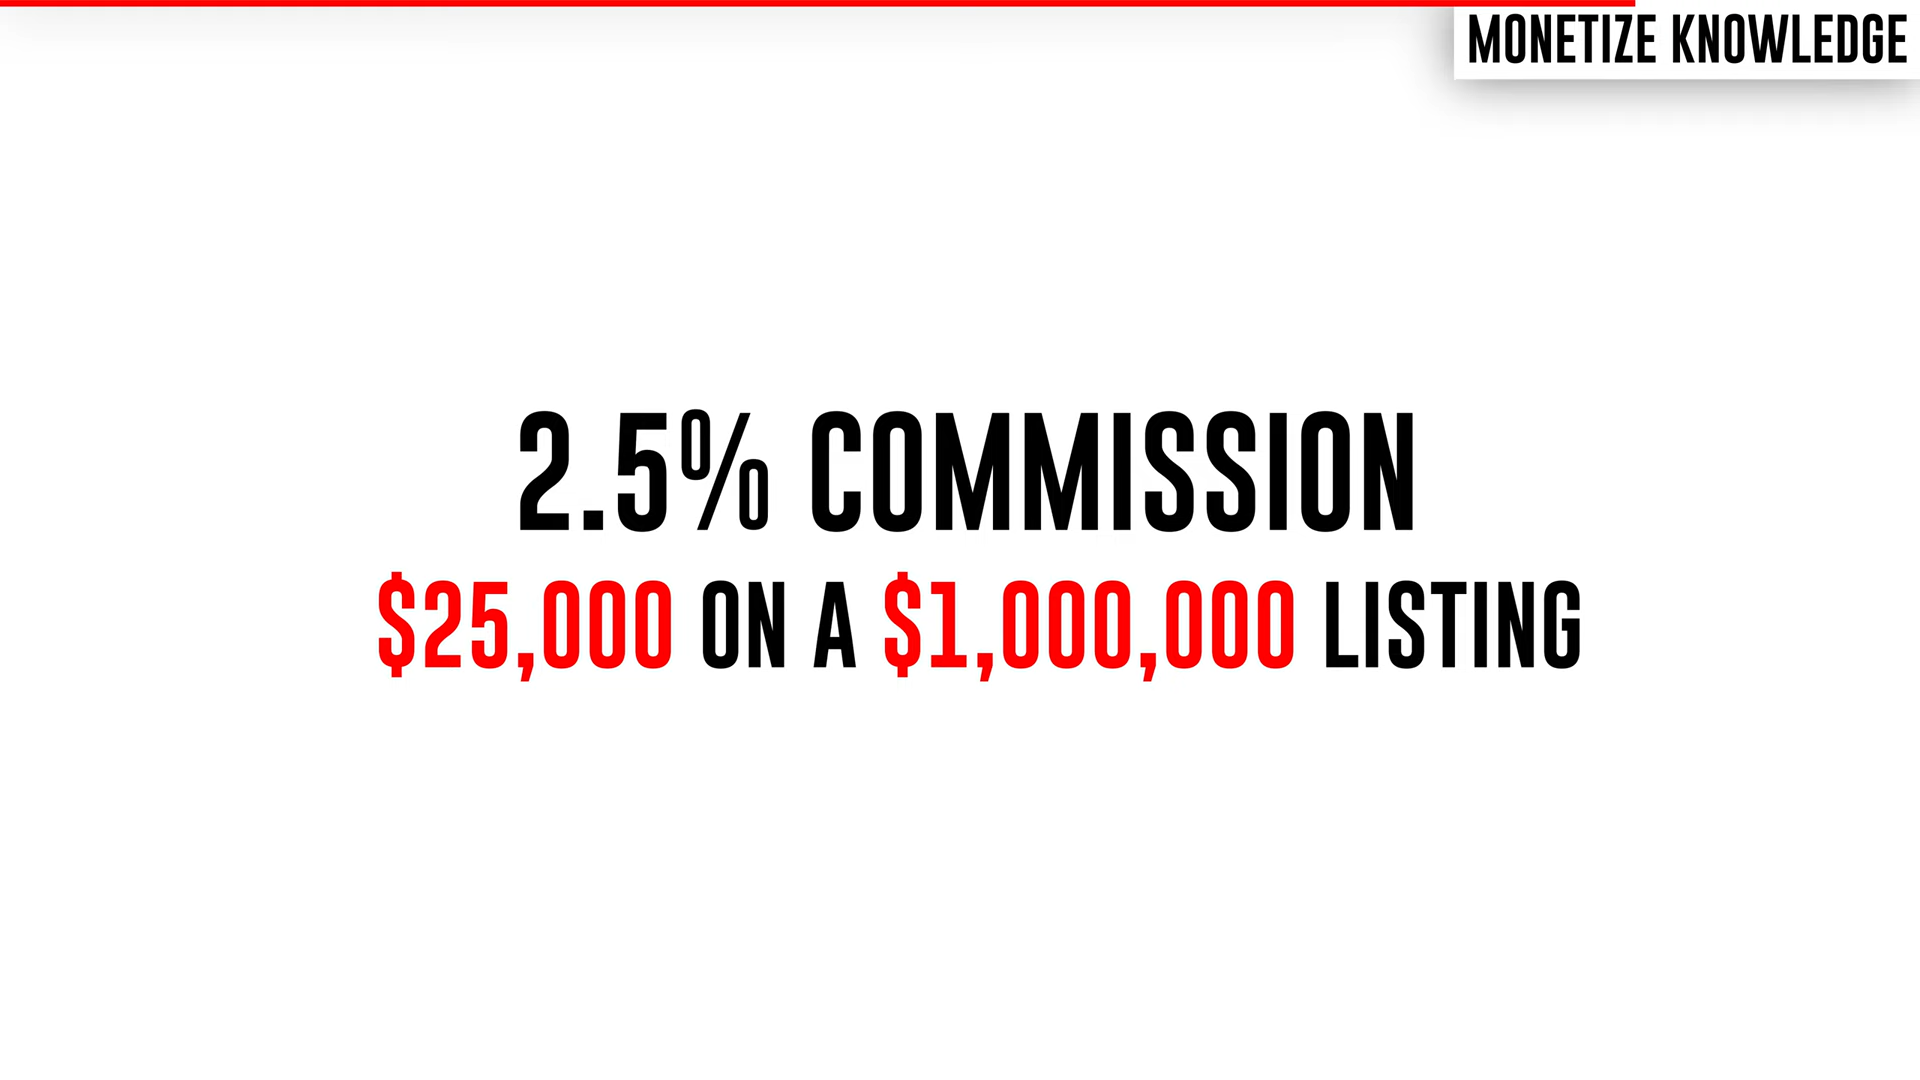 MONETIZE KNOWLEDGE
2.5% COMMISSION
$25,000 ON A $1,000,000 LISTING